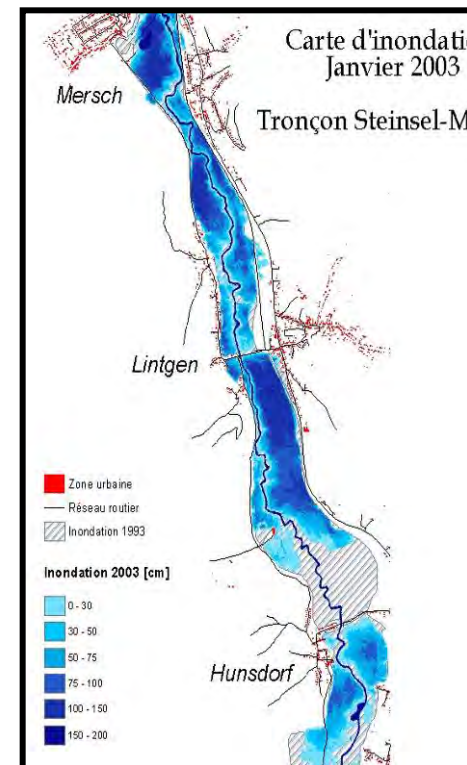 Carte d'inondati
Janvier 2003
Tronçon Steinsel-M
Mersch
Lintgen
Zone urbaine
Réseau routier
Inondation 1993
Inondation 2003 [cm]
0 - 30
30 - 50
50 - 75
75 - 100
100 - 150
150 - 200
Hunsdorf